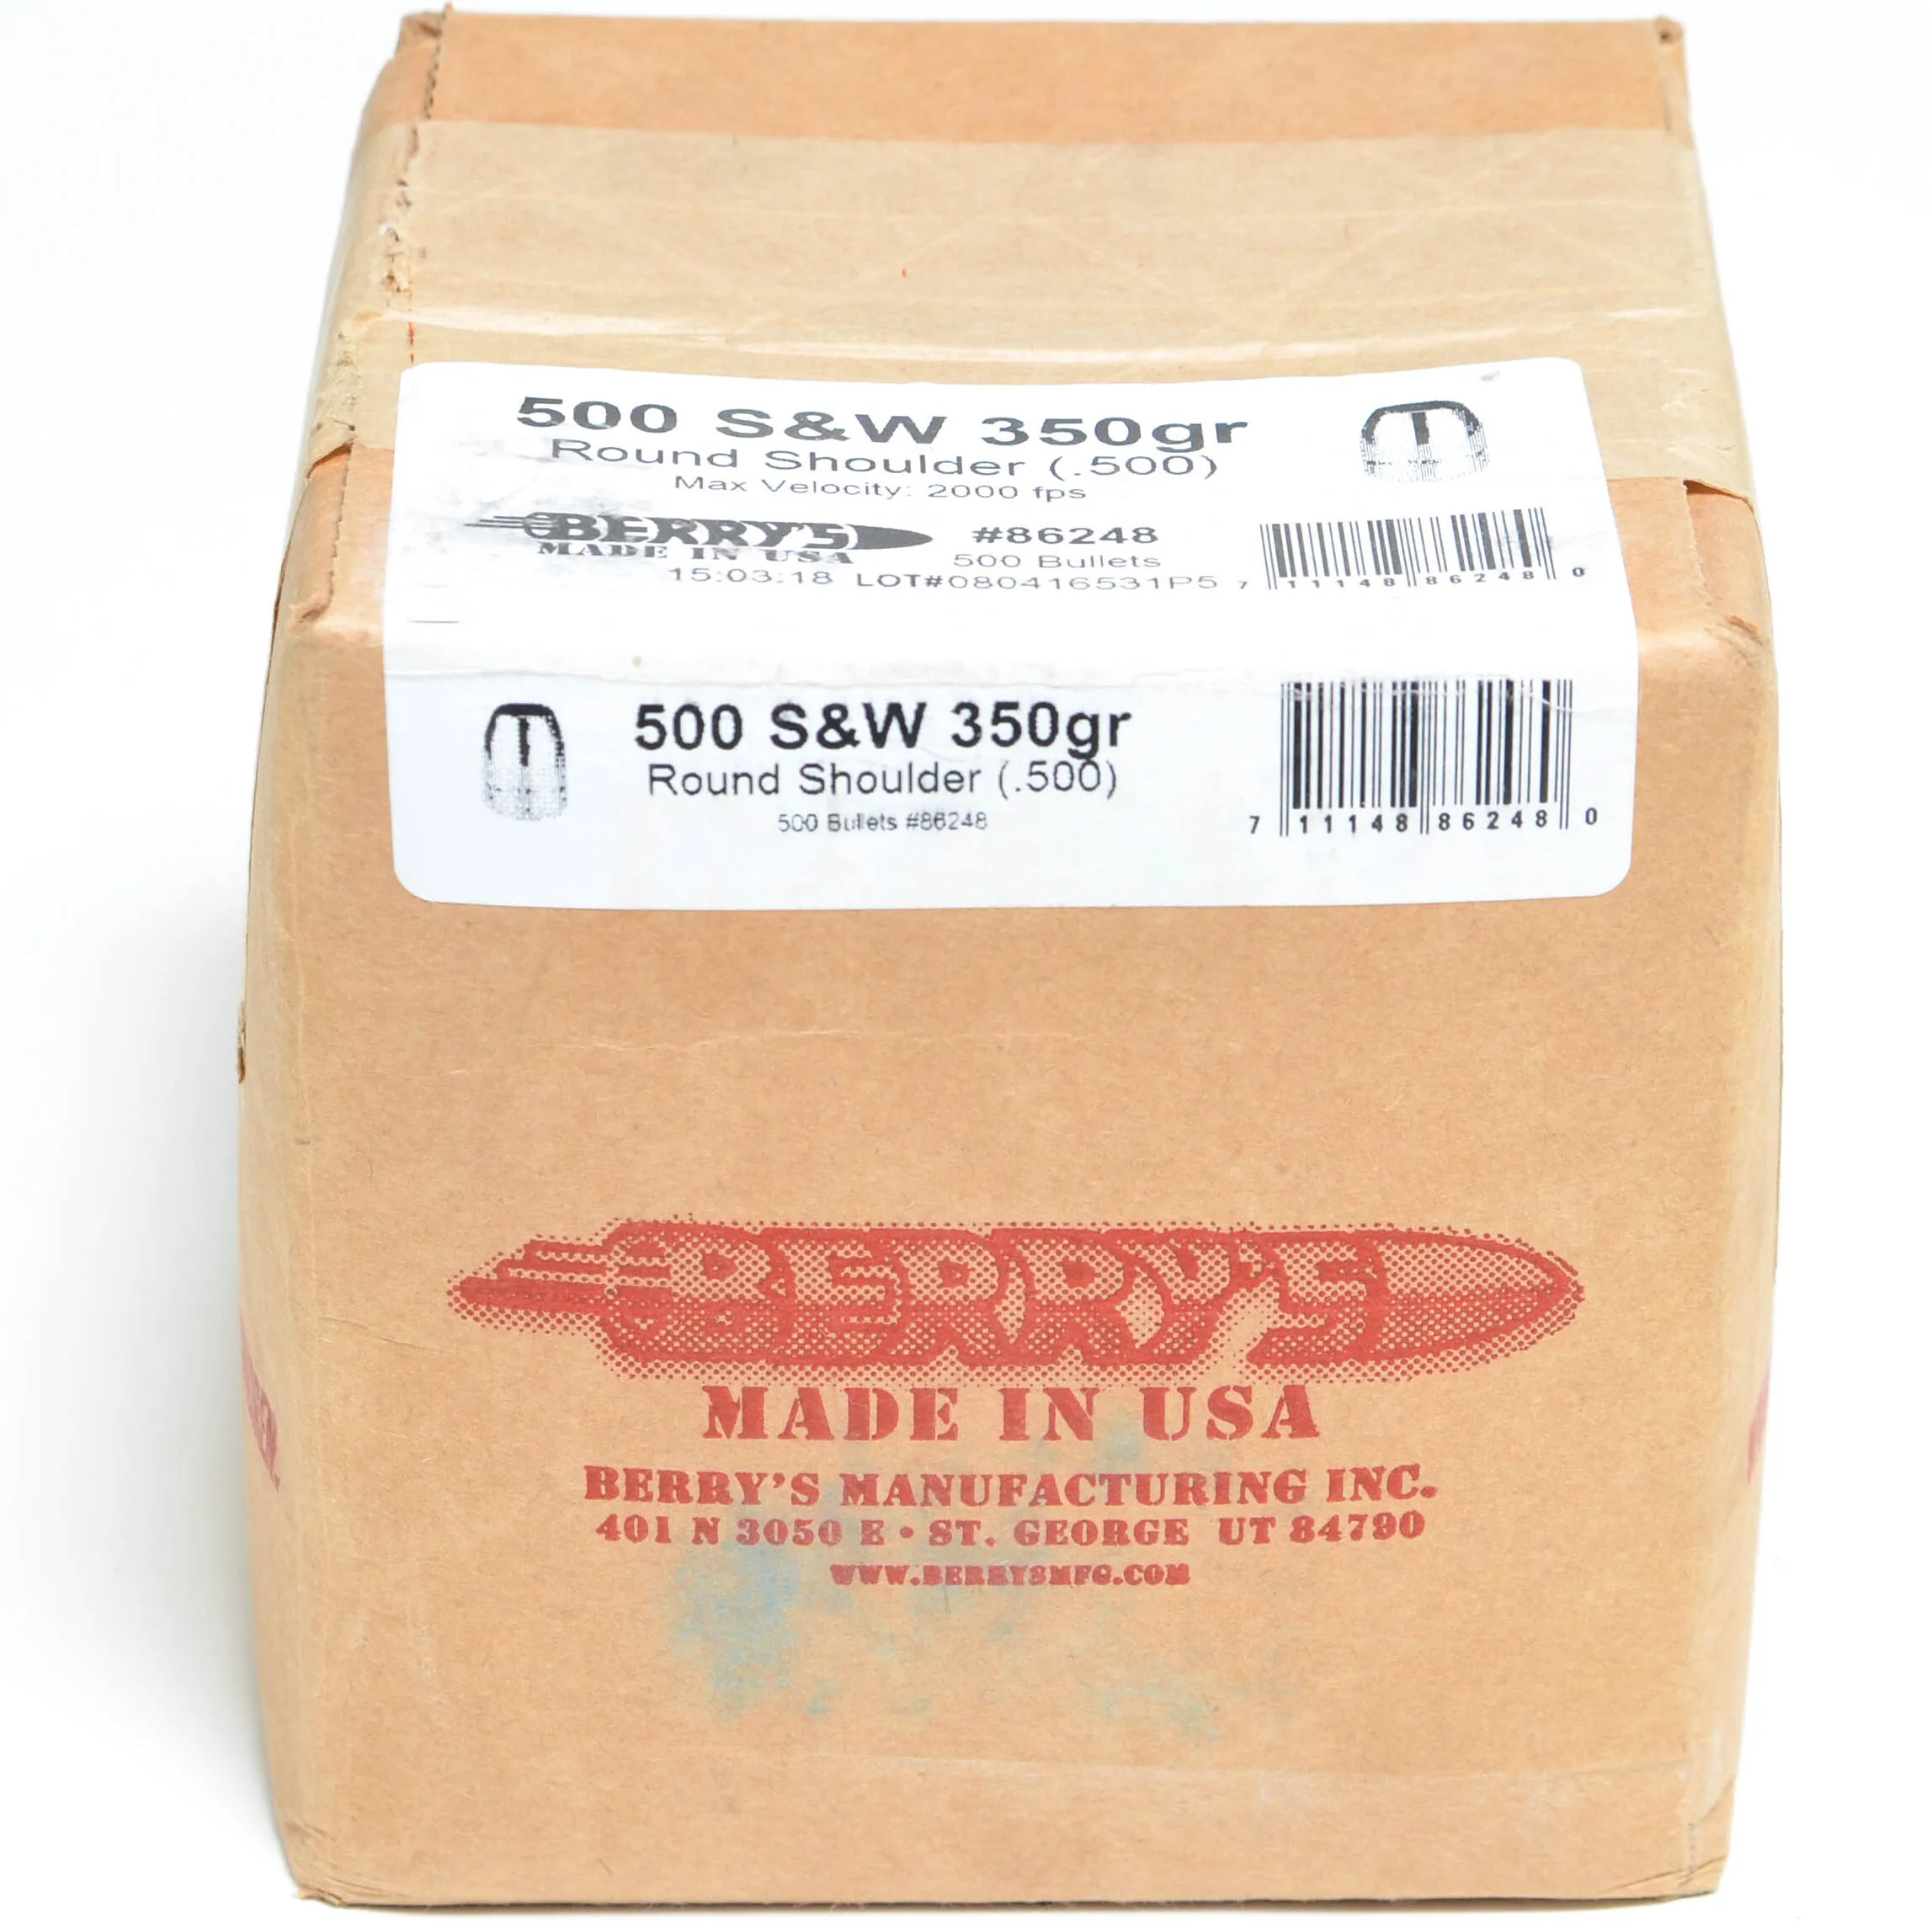 500 S&W 350gr
Round Shoulder (.500)
Max Velocity: 2000 fps
BERRY'S
MADE IN USA
#86248
500 Bullets
15:03:18 LOT#080416531P5
7 11148 86248 0
500 S&W 350gr
Round Shoulder (.500)
500 Bullets #86248
7 11148 86248 0
BERRY'S
MADE IN USA
BERRY'S MANUFACTURING INC.
401 N 3050 E • ST. GEORGE UT 84790
WWW.BERRYSMFG.COM